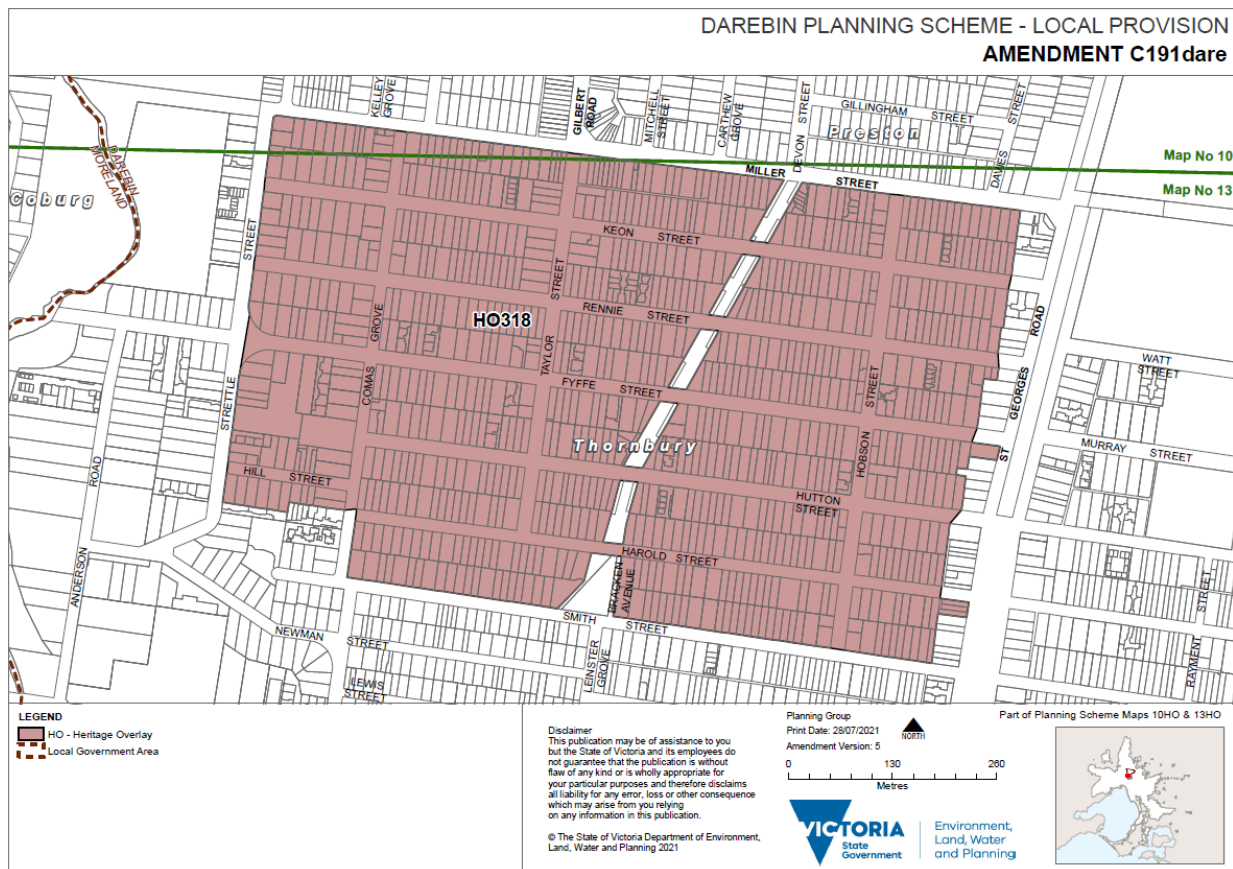 DAREBIN PLANNING SCHEME - LOCAL PROVISION
AMENDMENT C191dare
KELLEY
GROVE
GILBERT
ROAD
MITCHELL
STREET
CARTHEW
GROVE
DEVON STREET
GILLINGHAM STREET
Preston
DAVIES STREET
Map No 10
Map No 13
DAREBIN
MORELAND
Coburg
MILLER STREET
KEON STREET
STRETTLE STREET
RENNIE STREET
HO318
COMAS GROVE
TAYLOR STREET
FYFFE STREET
HOBSON STREET
ST GEORGES ROAD
WATT
STREET
MURRAY STREET
Thornbury
HILL STREET
HUTTON
STREET
HAROLD STREET
ANDERSON ROAD
BRACKEN
AVENUE
SMITH STREET
NEWMAN STREET
LEWIS
STREET
LEINSTER
GROVE
RAYMENT STREET
LEGEND
HO - Heritage Overlay
Local Government Area
Disclaimer
This publication may be of assistance to you
but the State of Victoria and its employees do
not guarantee that the publication is without
flaw of any kind or is wholly appropriate for
your particular purposes and therefore disclaims
all liability for any error, loss or other consequence
which may arise from you relying
on any information in this publication.
© The State of Victoria Department of Environment,
Land, Water and Planning 2021
Planning Group
Print Date: 28/07/2021
Amendment Version: 5
NORTH
0 130 260
Metres
VICTORIA
State
Government
Environment,
Land, Water
and Planning
Part of Planning Scheme Maps 10HO & 13HO